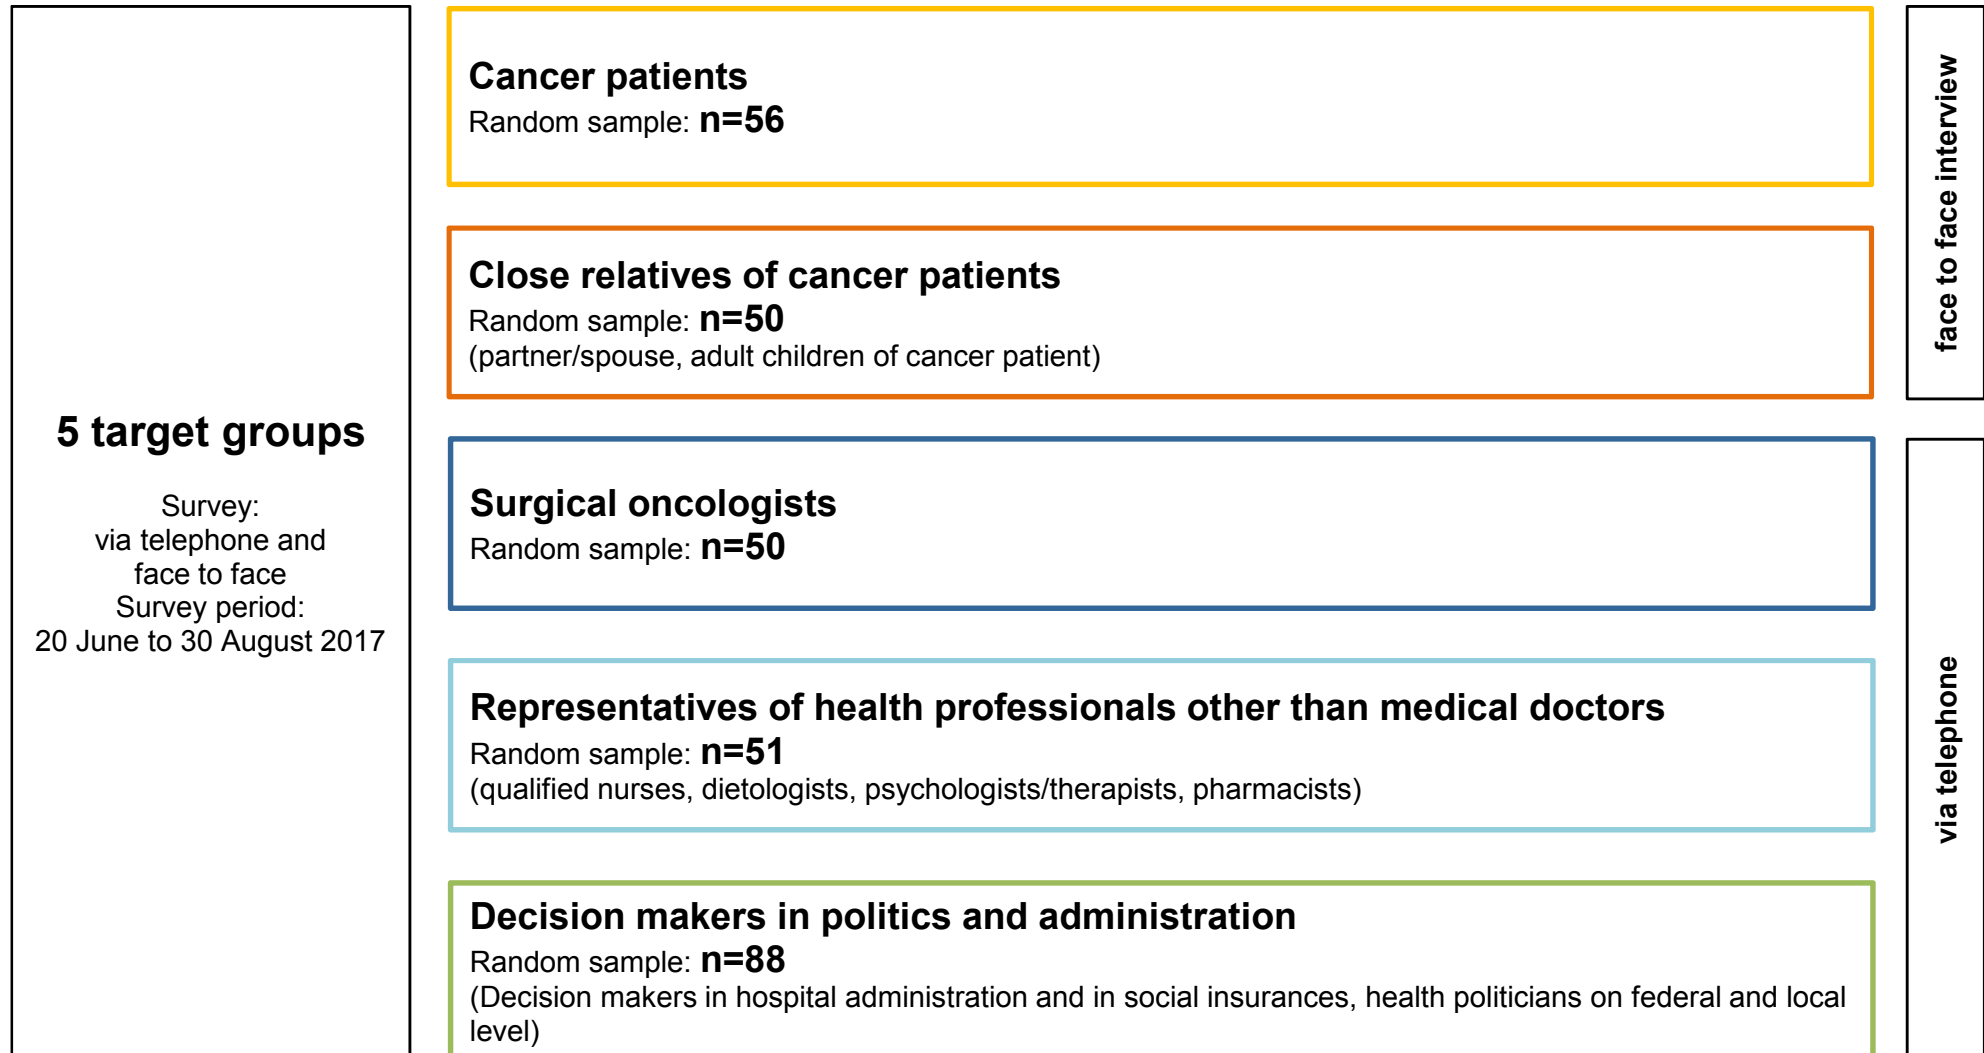 5 target groups
Survey:
via telephone and
face to face
Survey period:
20 June to 30 August 2017
Cancer patients
Random sample: n=56
Close relatives of cancer patients
Random sample: n=50
(partner/spouse, adult children of cancer patient)
Surgical oncologists
Random sample: n=50
Representatives of health professionals other than medical doctors
Random sample: n=51
(qualified nurses, dietologists, psychologists/therapists, pharmacists)
Decision makers in politics and administration
Random sample: n=88
(Decision makers in hospital administration and in social insurances, health politicians on federal and local
level)
face to face interview
via telephone